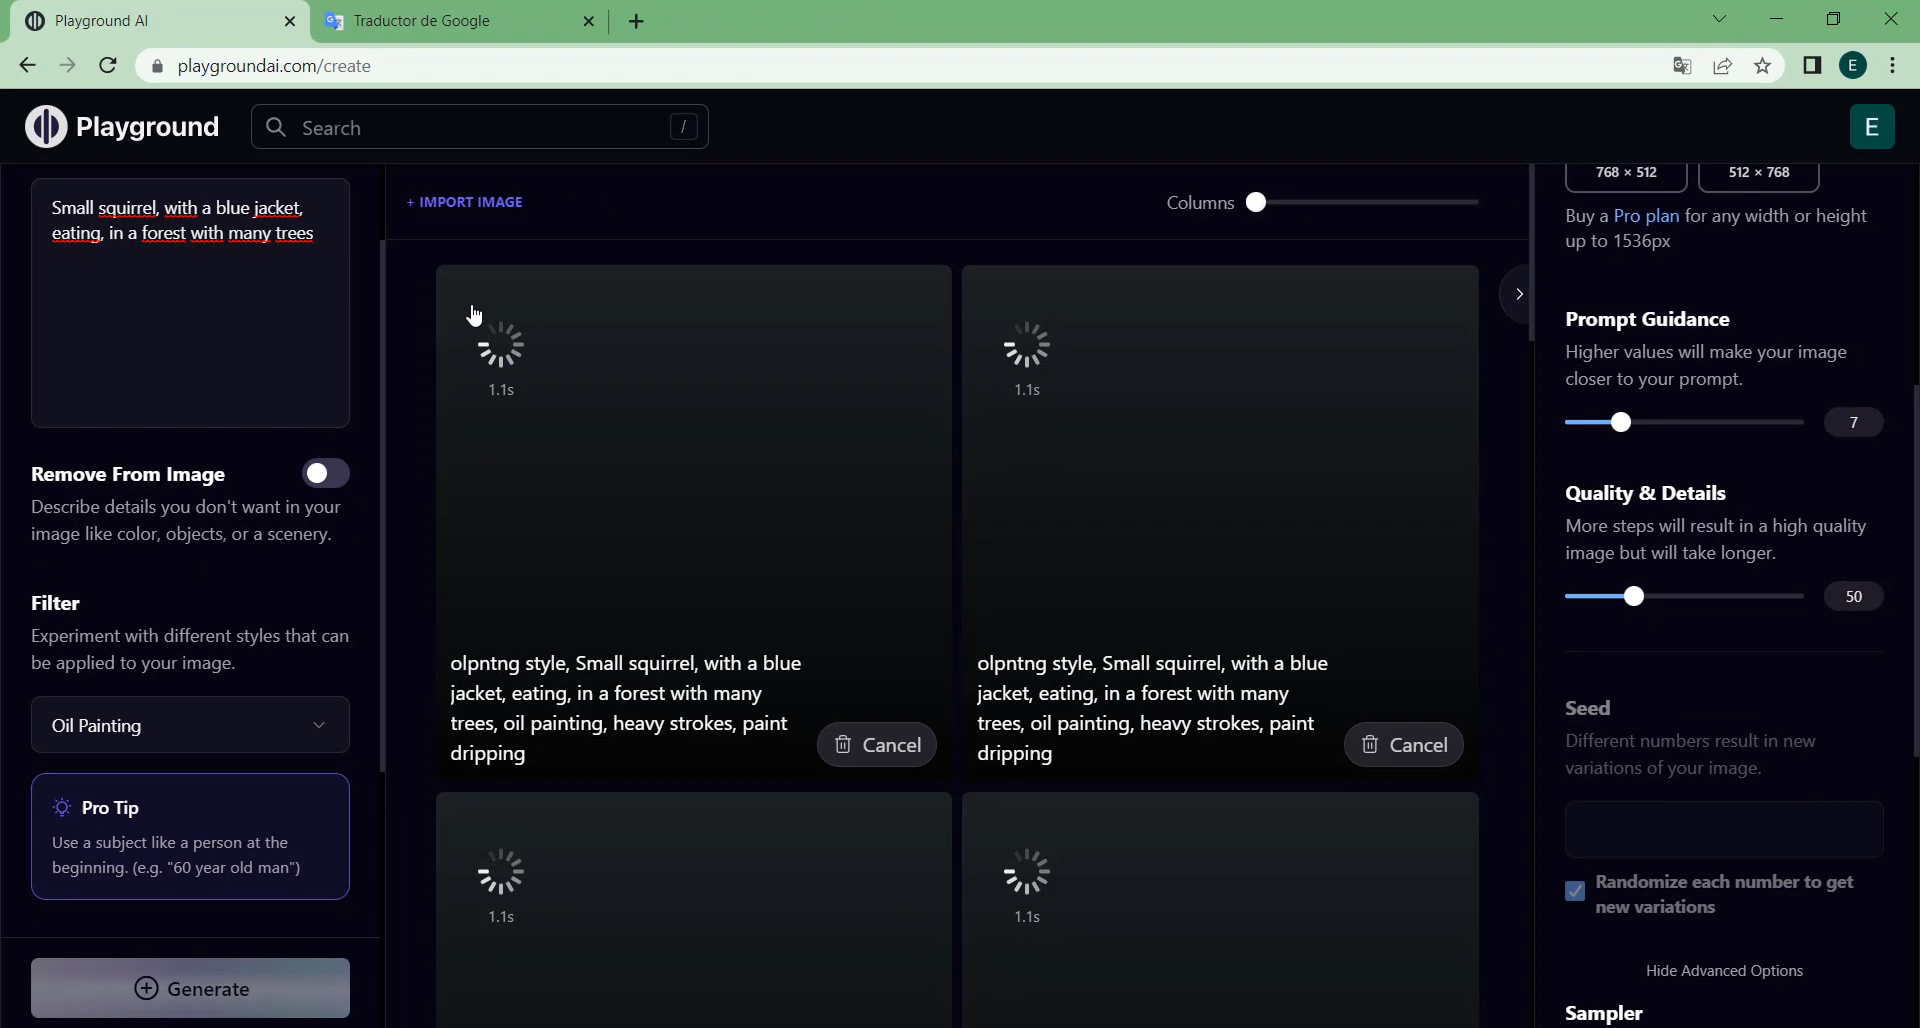 Playground AI
Traductor de Google
playgroundai.com/create
E
Playground
Search
/
E
Small squirrel, with a blue jacket,
eating, in a forest with many trees
Remove From Image
Describe details you don't want in your
image like color, objects, or a scenery.
Filter
Experiment with different styles that can
be applied to your image.
Oil Painting
Pro Tip
Use a subject like a person at the
beginning. (e.g. "60 year old man")
Generate
+ IMPORT IMAGE
Columns
1.1s
olpntng style, Small squirrel, with a blue
jacket, eating, in a forest with many
trees, oil painting, heavy strokes, paint
dripping
Cancel
1.1s
olpntng style, Small squirrel, with a blue
jacket, eating, in a forest with many
trees, oil painting, heavy strokes, paint
dripping
Cancel
1.1s
1.1s
768 × 512
512 × 768
Buy a Pro plan for any width or height
up to 1536px
Prompt Guidance
Higher values will make your image
closer to your prompt.
7
Quality & Details
More steps will result in a high quality
image but will take longer.
50
Seed
Different numbers result in new
variations of your image.
Randomize each number to get
new variations
Hide Advanced Options
Sampler